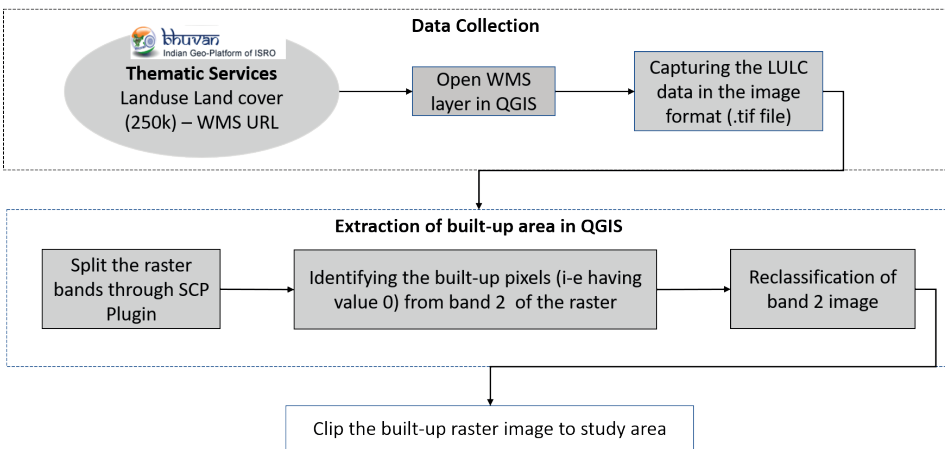 Data Collection
bhuvan
Indian Geo-Platform of ISRO
Thematic Services
Landuse Land cover
(250k) – WMS URL
Open WMS
layer in QGIS
Capturing the LULC
data in the image
format (.tif file)
Extraction of built-up area in QGIS
Split the raster
bands through SCP
Plugin
Identifying the built-up pixels (i-e having
value 0) from band 2 of the raster
Reclassification of
band 2 image
Clip the built-up raster image to study area